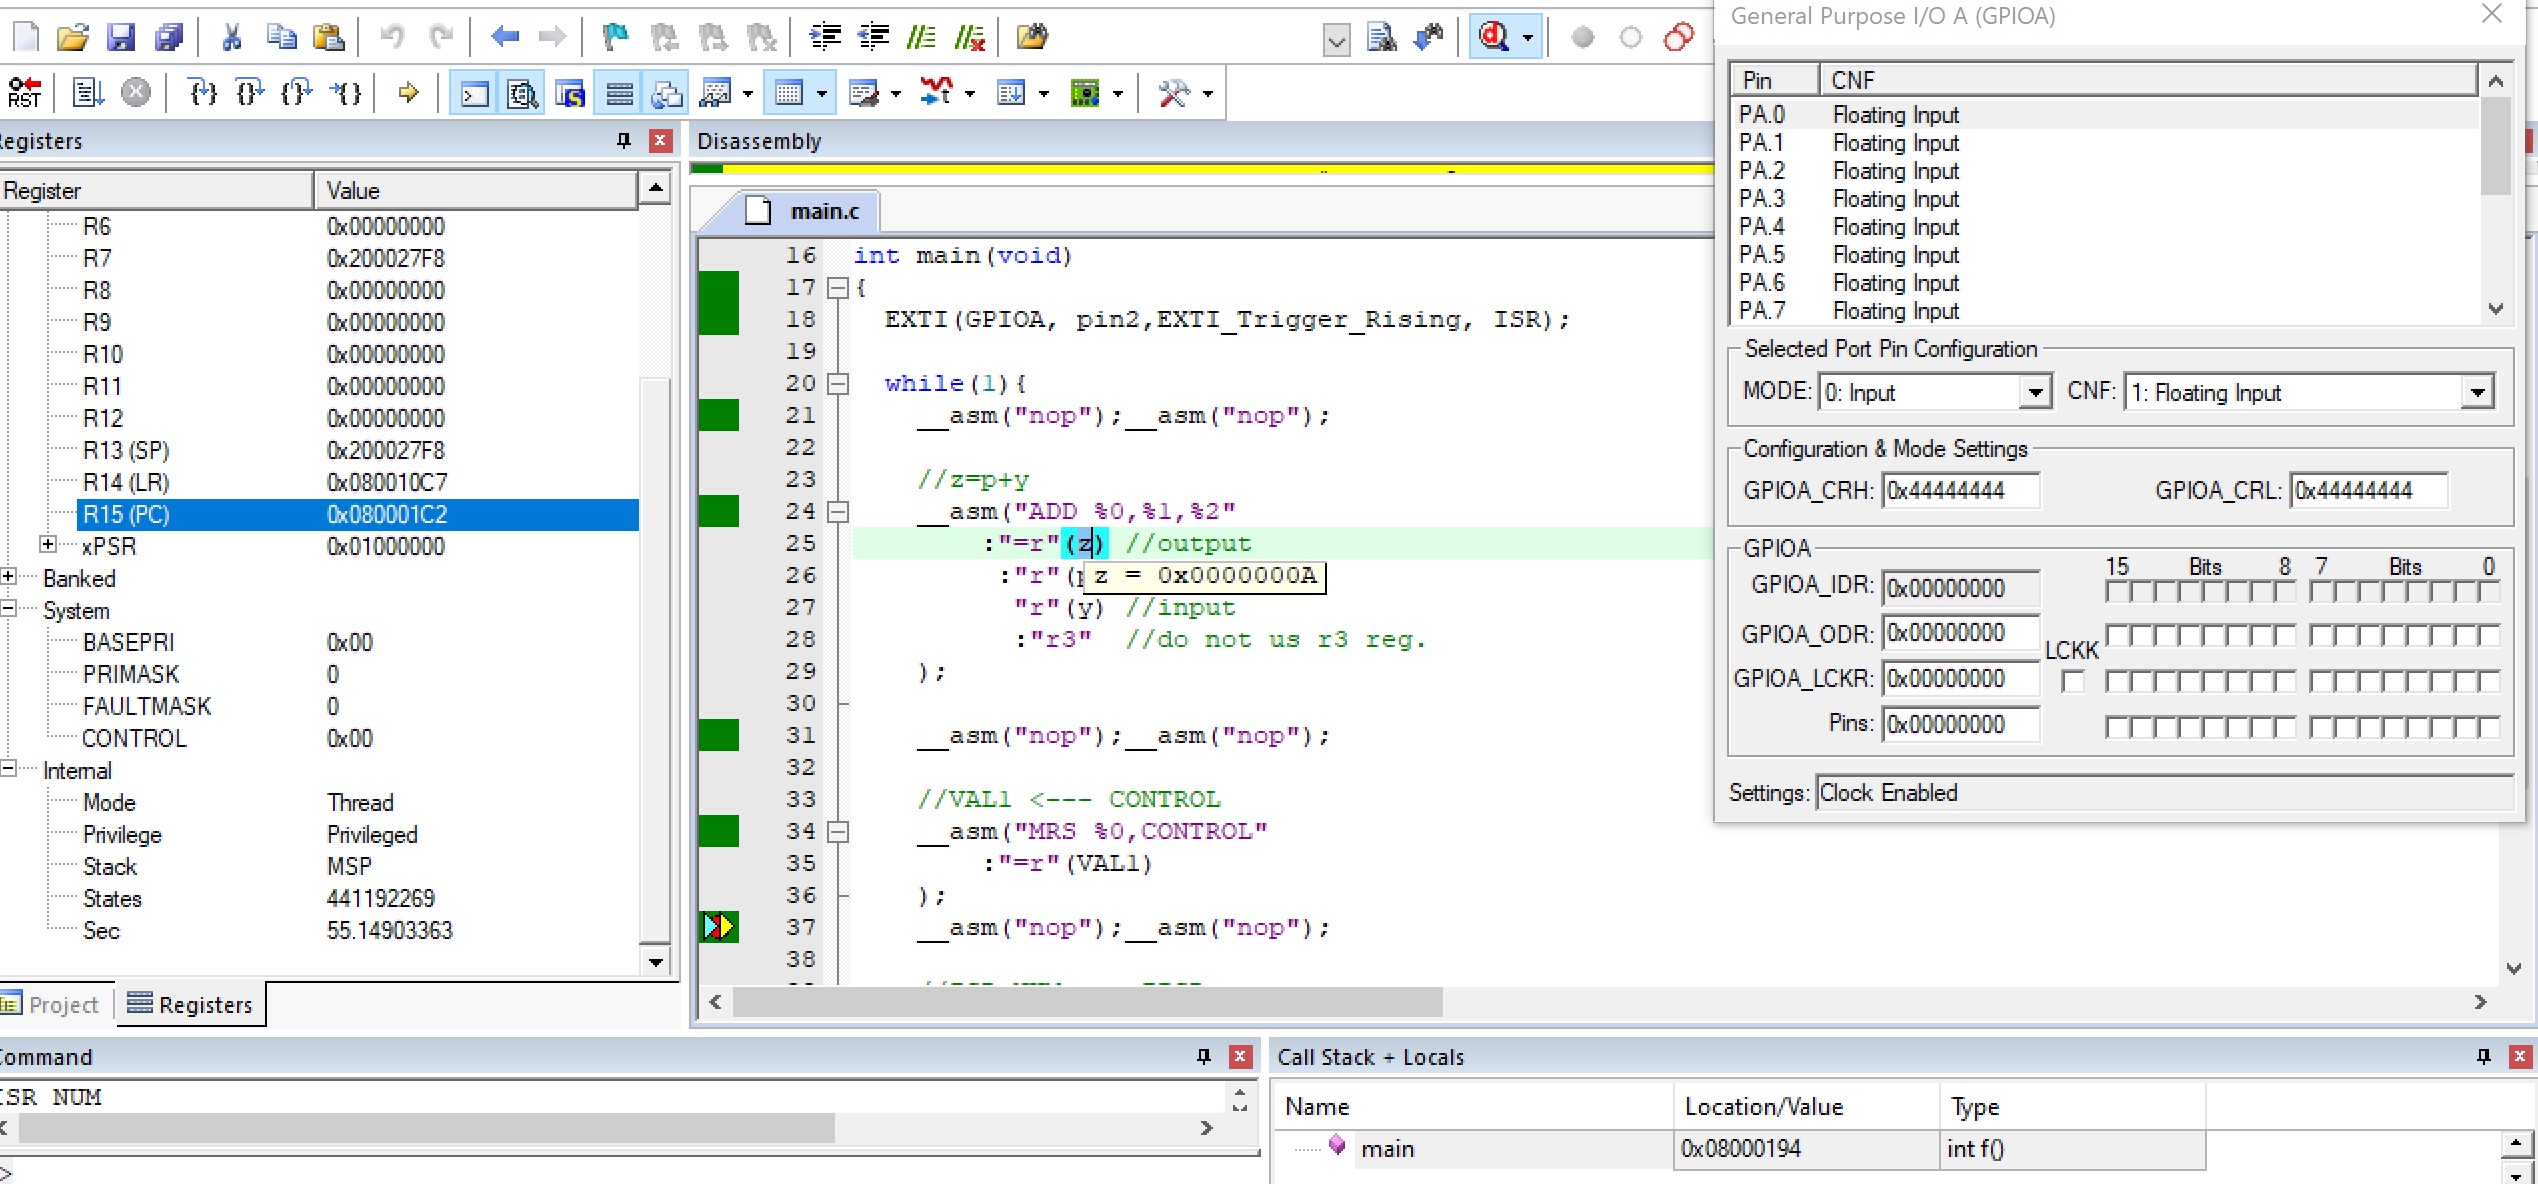 General Purpose I/O A (GPIOA)
RST
Registers
Register Value
R6 0x00000000
R7 0x200027F8
R8 0x00000000
R9 0x00000000
R10 0x00000000
R11 0x00000000
R12 0x00000000
R13 (SP) 0x200027F8
R14 (LR) 0x080010C7
R15 (PC) 0x080001C2
xPSR 0x01000000
Banked
System
BASEPRI 0x00
PRIMASK 0
FAULTMASK 0
CONTROL 0x00
Internal
Mode Thread
Privilege Privileged
Stack MSP
States 441192269
Sec 55.14903363
Project Registers
Disassembly
main.c
16 int main(void)
17 {
18 EXTI(GPIOA, pin2,EXTI_Trigger_Rising, ISR);
19
20 while(1){
21 __asm("nop");__asm("nop");
22
23 //z=p+y
24 __asm("ADD %0,%1,%2"
25 :"=r"(z) //output
26 :"r"(p z = 0x0000000A
27 "r"(y) //input
28 :"r3" //do not us r3 reg.
29 );
30
31 __asm("nop");__asm("nop");
32
33 //VAL1 <--- CONTROL
34 __asm("MRS %0,CONTROL"
35 :"=r"(VAL1)
36 );
37 __asm("nop");__asm("nop");
38
Pin CNF
PA.0 Floating Input
PA.1 Floating Input
PA.2 Floating Input
PA.3 Floating Input
PA.4 Floating Input
PA.5 Floating Input
PA.6 Floating Input
PA.7 Floating Input
Selected Port Pin Configuration
MODE: 0: Input CNF: 1: Floating Input
Configuration & Mode Settings
GPIOA_CRH: 0x44444444 GPIOA_CRL: 0x44444444
GPIOA
15 Bits 8 7 Bits 0
GPIOA_IDR: 0x00000000
GPIOA_ODR: 0x00000000
LCKK
GPIOA_LCKR: 0x00000000
Pins: 0x00000000
Settings: Clock Enabled
Command
ISR NUM
>
Call Stack + Locals
Name Location/Value Type
main 0x08000194 int f()